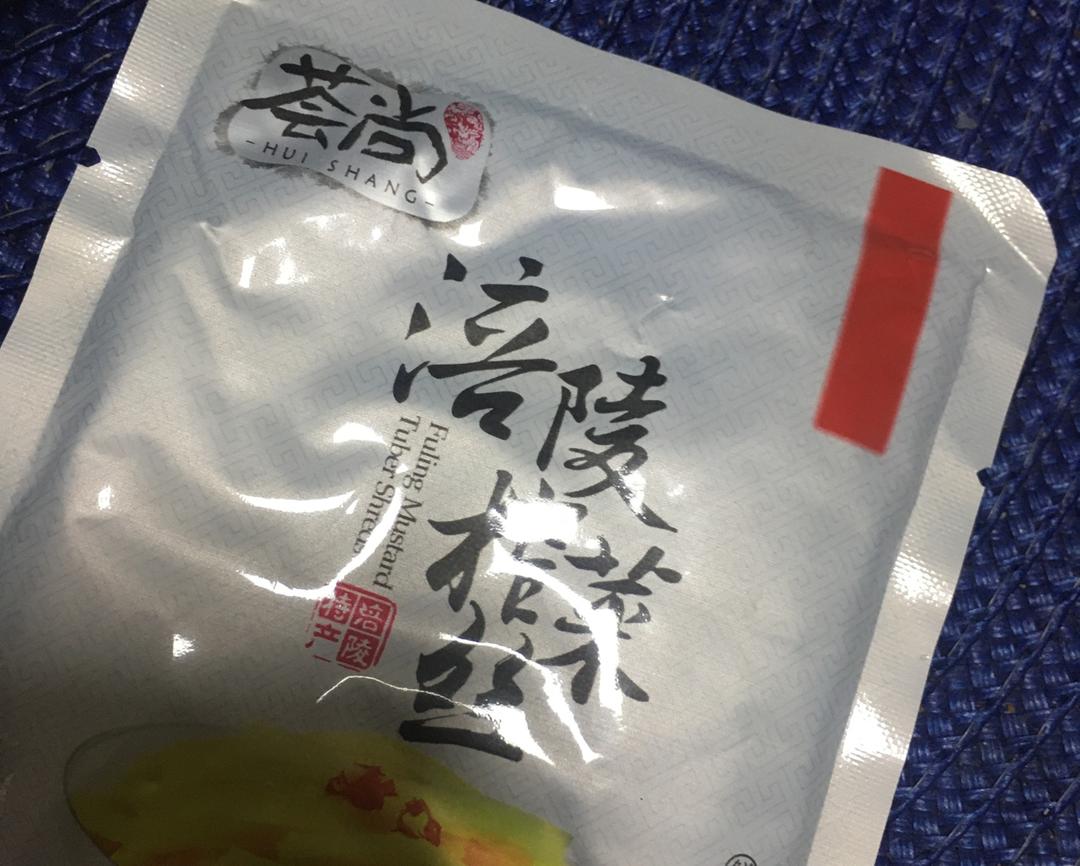 荟尚
-HUI SHANG-
涪陵
榨菜
丝
Fuling Mustard
Tuber Shreds
涪陵
特产